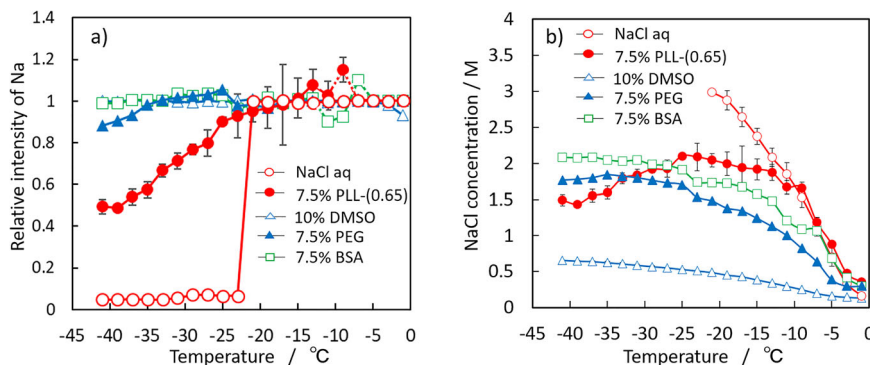 a)
Relative intensity of Na
1.4
1.2
1
0.8
0.6
0.4
0.2
0
NaCl aq
7.5% PLL-(0.65)
10% DMSO
7.5% PEG
7.5% BSA
-45 -40 -35 -30 -25 -20 -15 -10 -5 0
Temperature / ℃
b)
NaCl concentration / M
4
3.5
3
2.5
2
1.5
1
0.5
0
NaCl aq
7.5% PLL-(0.65)
10% DMSO
7.5% PEG
7.5% BSA
-45 -40 -35 -30 -25 -20 -15 -10 -5 0
Temperature / ℃